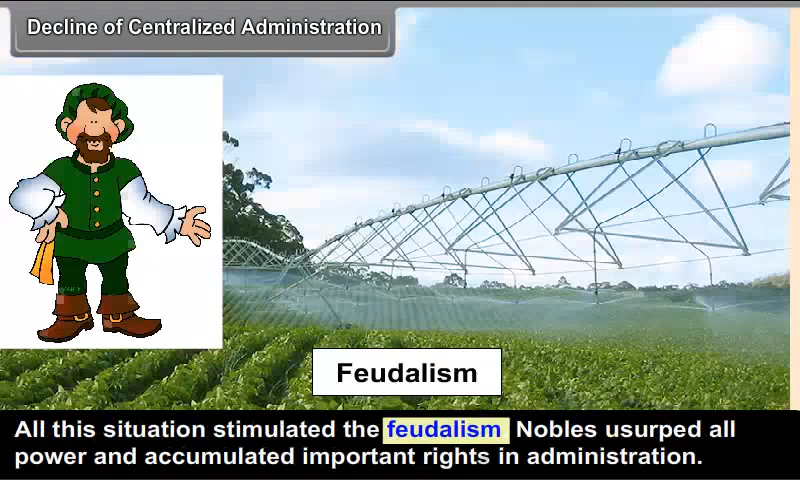 Decline of Centralized Administration
Feudalism
All this situation stimulated the feudalism Nobles usurped all
power and accumulated important rights in administration.